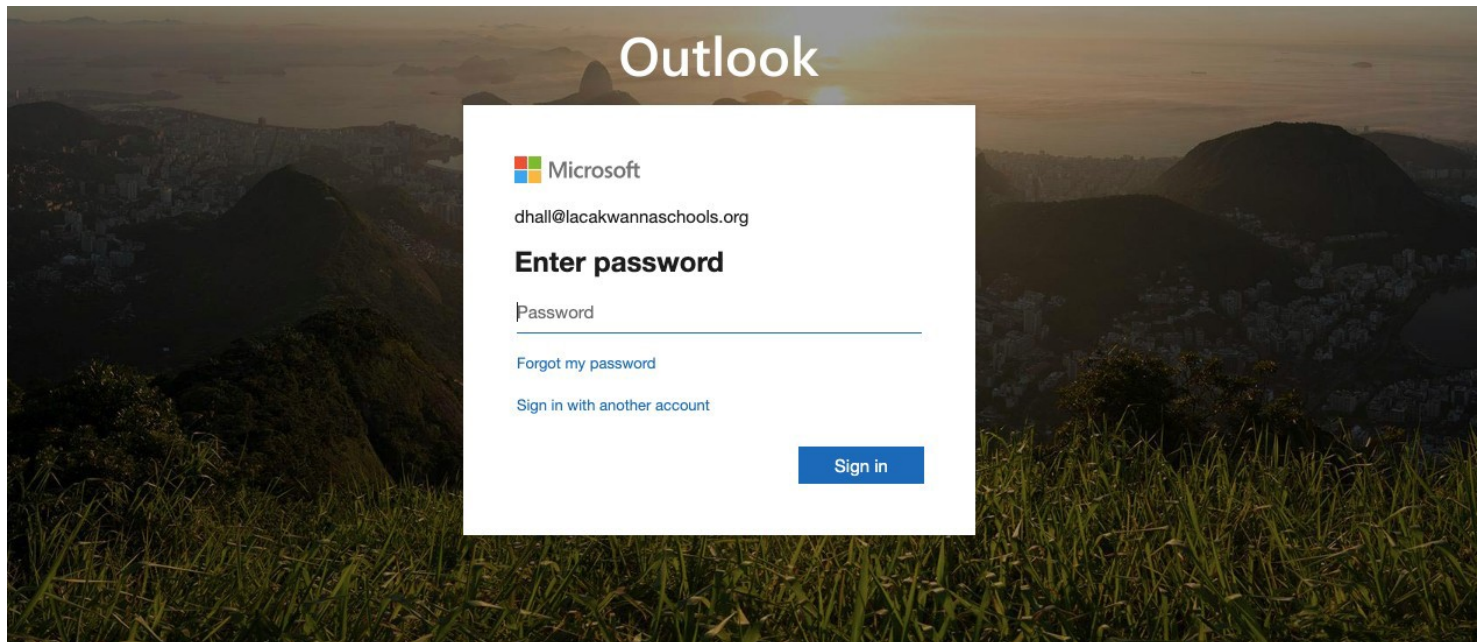 Outlook
Microsoft
dhall@lacakwannaschools.org
Enter password
Password
Forgot my password
Sign in with another account
Sign in